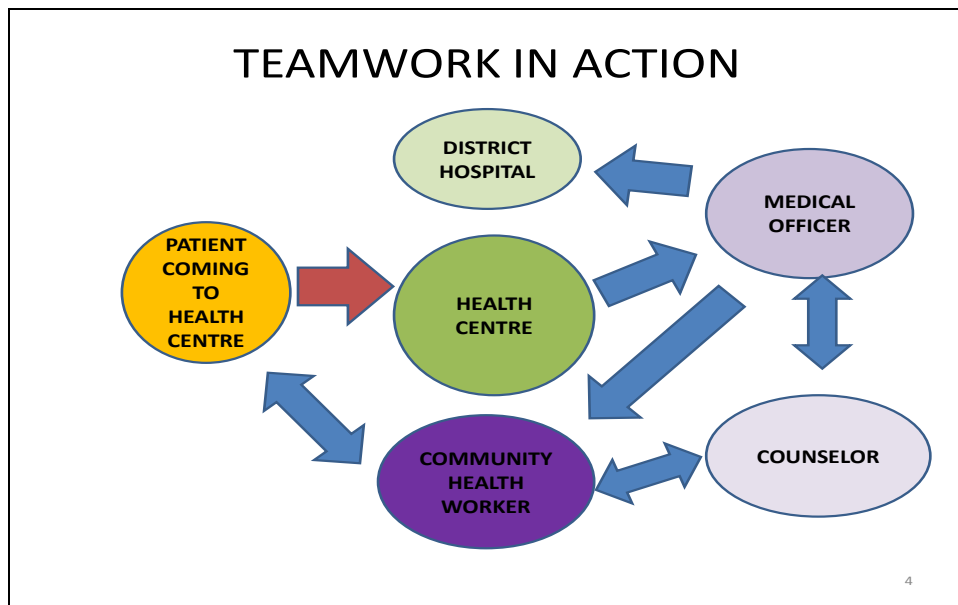 TEAMWORK IN ACTION
DISTRICT
HOSPITAL
MEDICAL
OFFICER
PATIENT
COMING
TO
HEALTH
CENTRE
HEALTH
CENTRE
COMMUNITY
HEALTH
WORKER
COUNSELOR
4